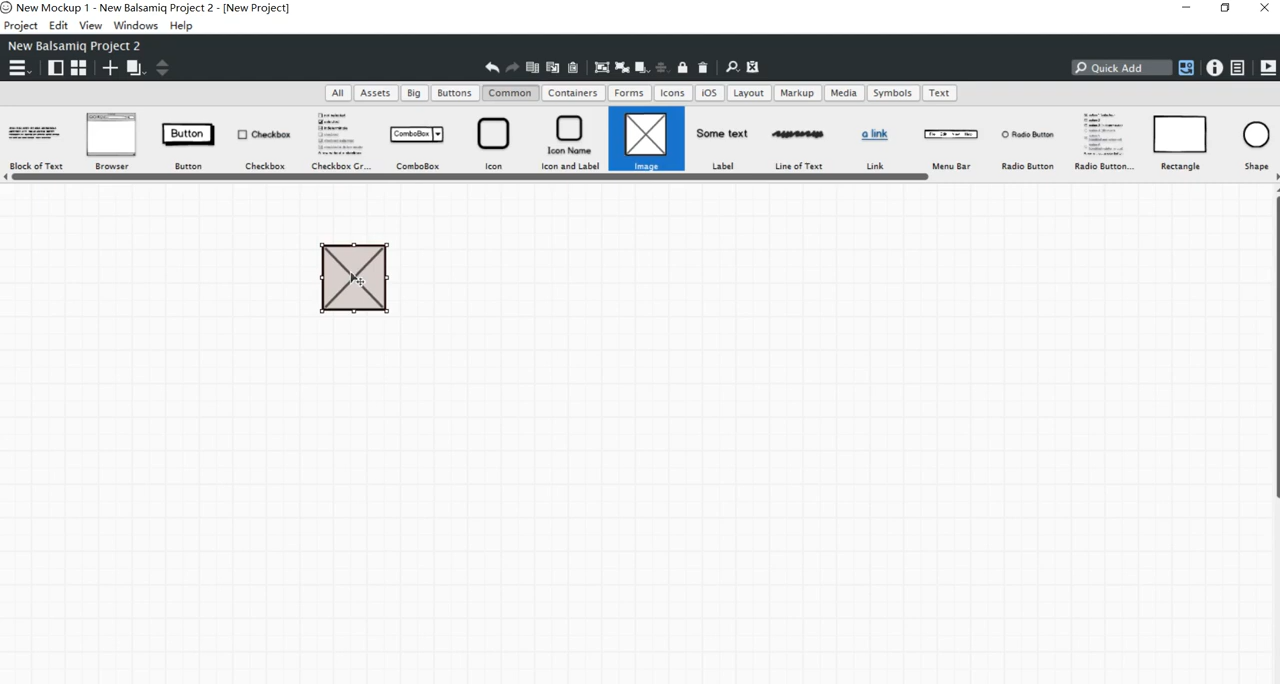 New Mockup 1 - New Balsamiq Project 2 - [New Project]
Project Edit View Windows Help
New Balsamiq Project 2
Quick Add
All Assets Big Buttons Common Containers Forms Icons iOS Layout Markup Media Symbols Text
Button Checkbox ComboBox Icon Name Some text a link Radio Button
Block of Text Browser Button Checkbox Checkbox Gr... ComboBox Icon Icon and Label Image Label Line of Text Link Menu Bar Radio Button Radio Button... Rectangle Shape